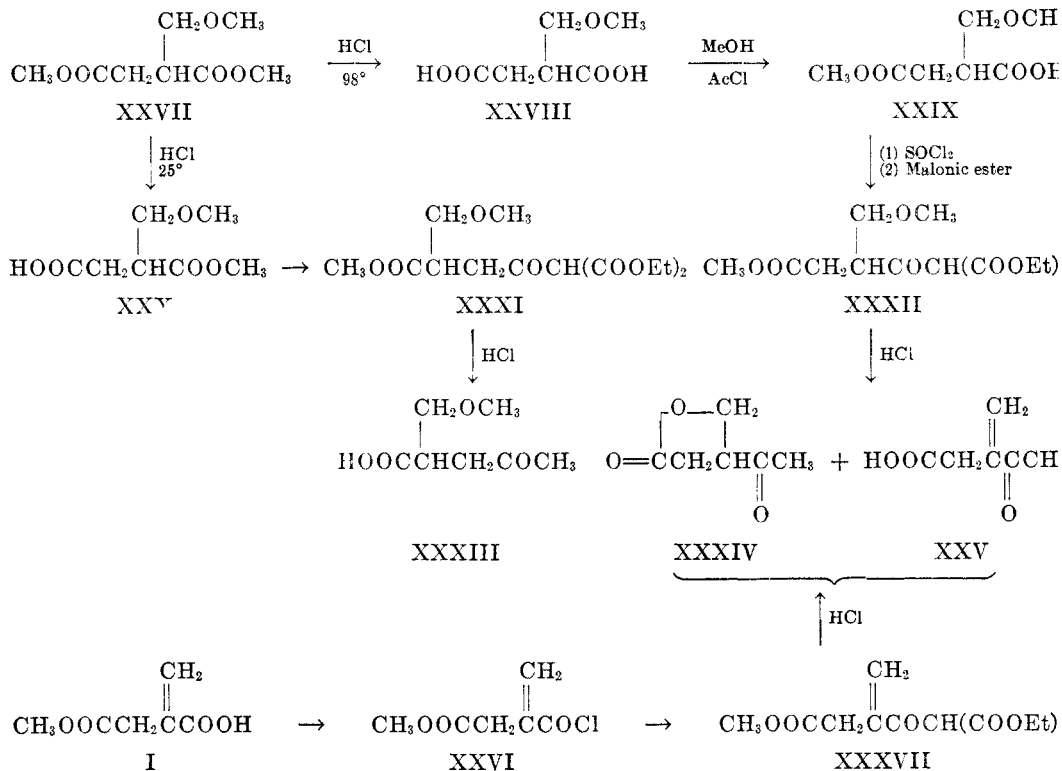 CH₂OCH₃ CH₂OCH₃ CH₂OCH
HCl MeOH
CH₃OOCCH₂CHCOOCH₃ → HOOCCH₂CHCOOH → CH₃OOCCH₂CHCOOH
98° AcCl
XXVII XXVIII XXIX
HCl
25°
(1) SOCl₂
(2) Malonic ester
CH₂OCH₃ CH₂OCH₃ CH₂OCH₃
HOOCCH₂CHCOOCH₃ → CH₃OOCCHCH₂COCH(COOEt)₂ CH₃OOCCH₂CHCOCH(COOEt)
XXXI XXXII
HCl HCl
CH₂OCH₃ O CH₂ CH₂
HOOCCHCH₂COCH₃ O=CCH₂CHCCH₃ + HOOCCH₂CCCH
O O
XXXIII XXXIV XXV
HCl
CH₂ CH₂ CH₂
CH₃OOCCH₂CCOOH → CH₃OOCCH₂CCOCl → CH₃OOCCH₂CCOCH(COOEt)
I XXVI XXXVII